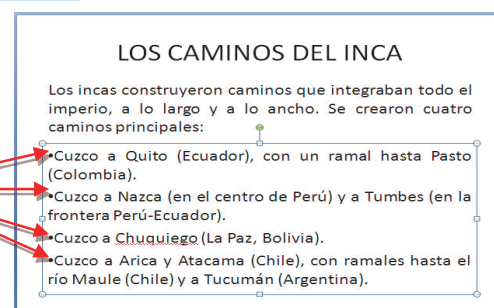 LOS CAMINOS DEL INCA
Los incas construyeron caminos que integraban todo el
imperio, a lo largo y a lo ancho. Se crearon cuatro
caminos principales:
•Cuzco a Quito (Ecuador), con un ramal hasta Pasto
(Colombia).
•Cuzco a Nazca (en el centro de Perú) y a Tumbes (en la
frontera Perú-Ecuador).
•Cuzco a Chuquiego (La Paz, Bolivia).
•Cuzco a Arica y Atacama (Chile), con ramales hasta el
río Maule (Chile) y a Tucumán (Argentina).